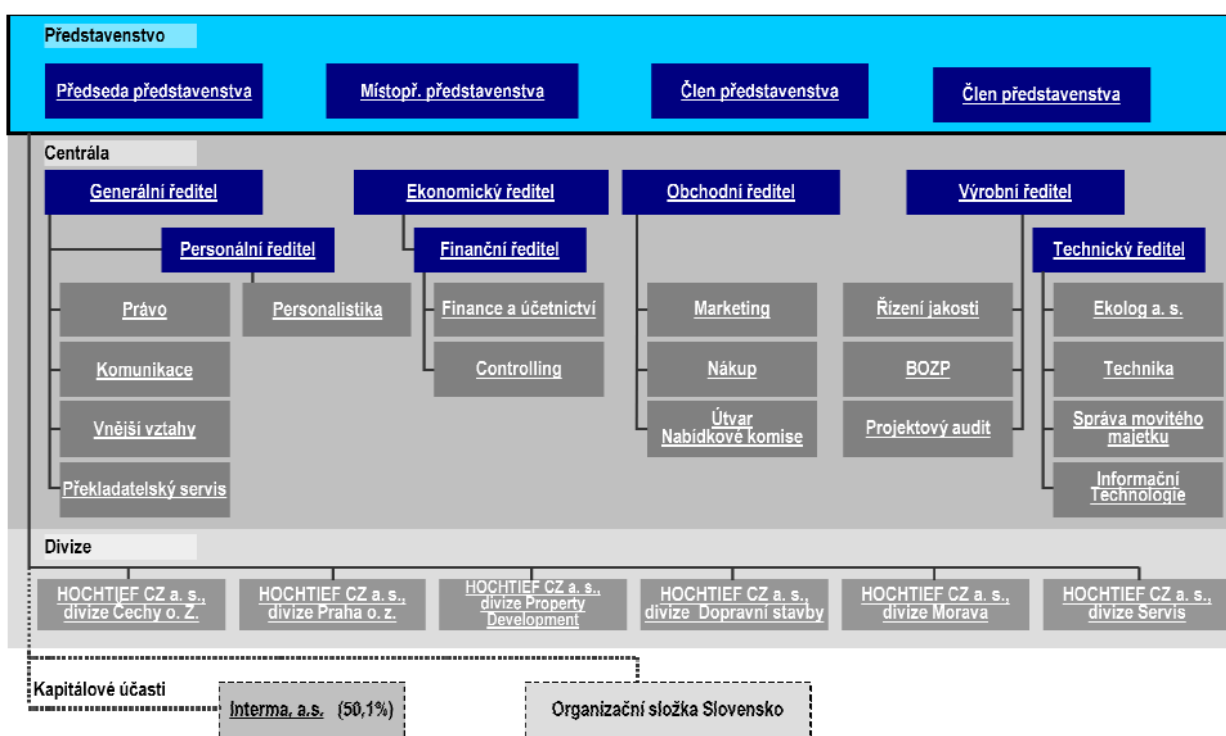 Představenstvo
Předseda představenstva
Místopř. představenstva
Člen představenstva
Člen představenstva
Centrála
Generální ředitel
Ekonomický ředitel
Obchodní ředitel
Výrobní ředitel
Personální ředitel
Finanční ředitel
Technický ředitel
Právo
Personalistika
Finance a účetnictví
Marketing
Řízení jakosti
Ekolog a. s.
Komunikace
Controlling
Nákup
BOZP
Technika
Vnější vztahy
Útvar
Nabídkové komise
Projektový audit
Správa movitého
majetku
Překladatelský servis
Informační
Technologie
Divize
HOCHTIEF CZ a. s.,
divize Čechy o. Z.
HOCHTIEF CZ a. s.,
divize Praha o. z.
HOCHTIEF CZ a. s.,
divize Property
Development
HOCHTIEF CZ a. s.,
divize Dopravní stavby
HOCHTIEF CZ a. s.,
divize Morava
HOCHTIEF CZ a. s.,
divize Servis
Kapitálové účasti
Interma, a.s. (50,1%)
Organizační složka Slovensko